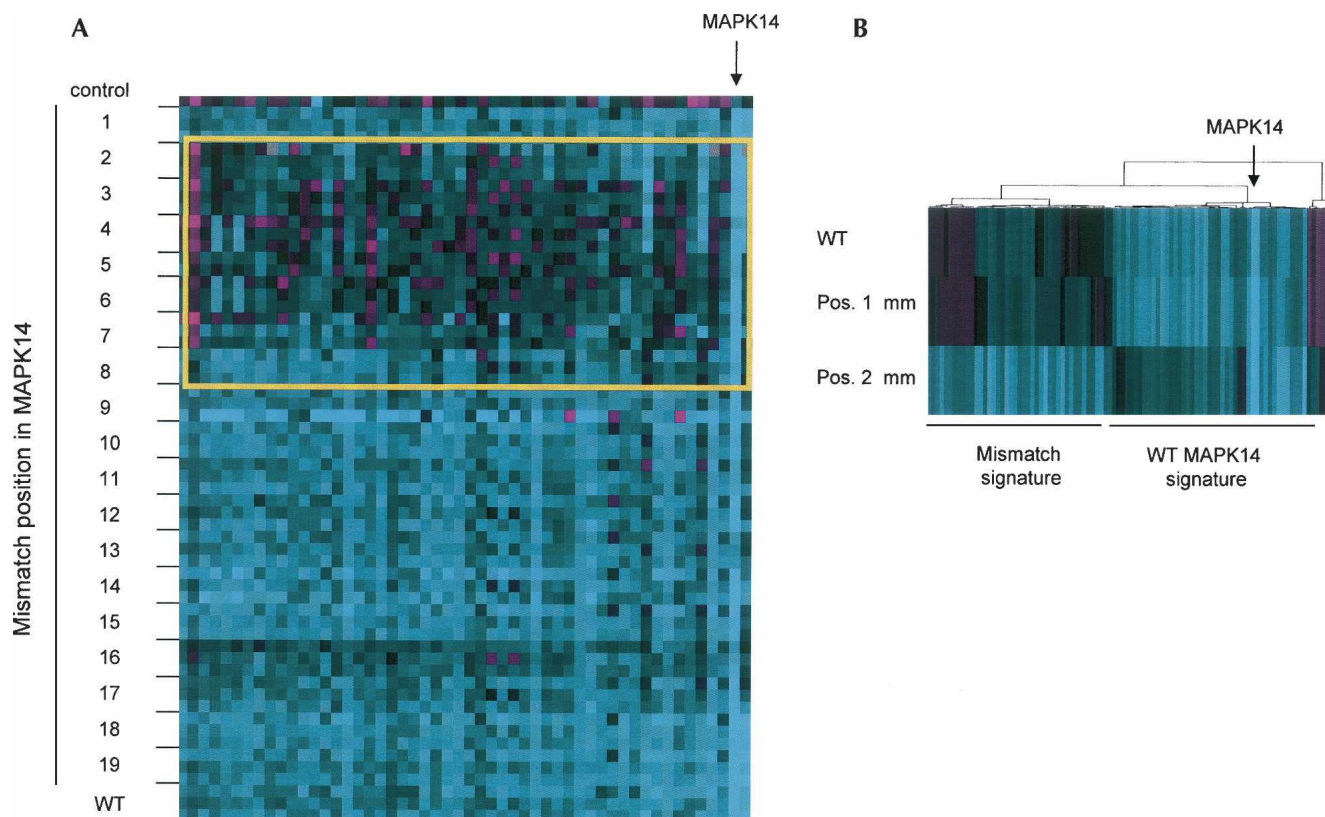 A
MAPK14
control
1
2
3
4
5
6
7
8
9
10
11
12
13
14
15
16
17
18
19
WT
Mismatch position in MAPK14
B
MAPK14
WT
Pos. 1 mm
Pos. 2 mm
Mismatch
signature
WT MAPK14
signature